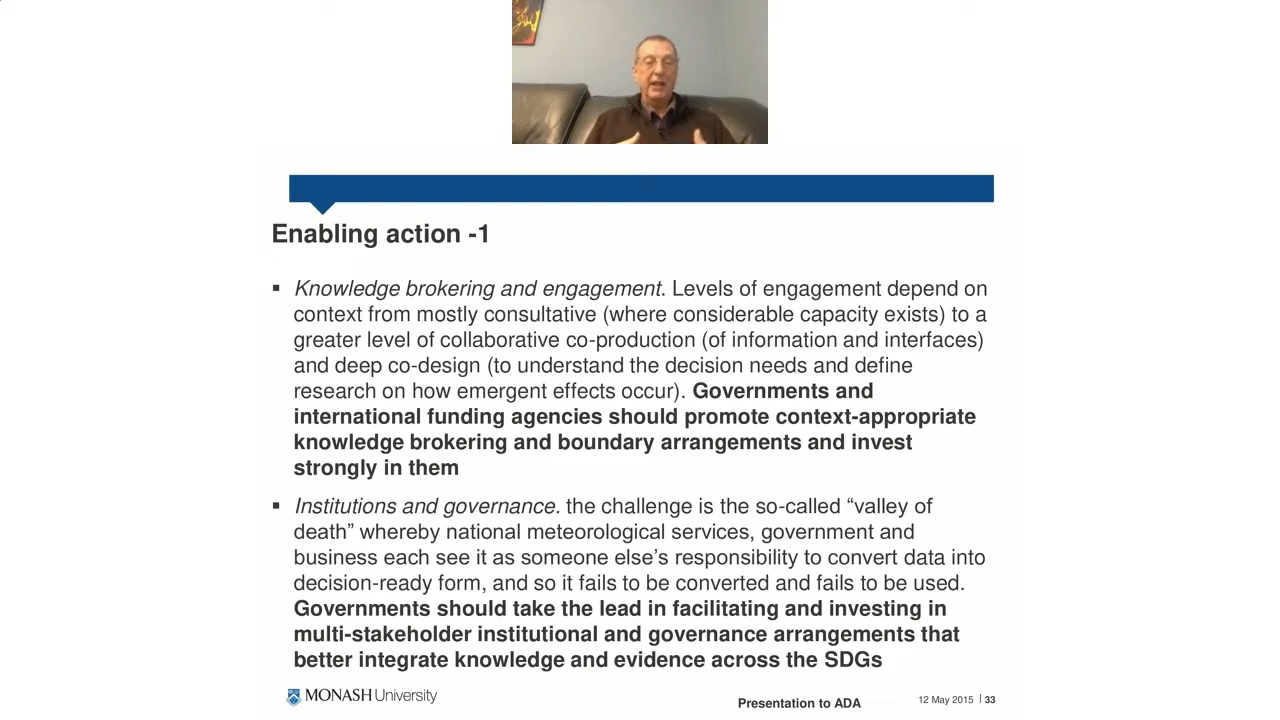 Enabling action -1
▪ Knowledge brokering and engagement. Levels of engagement depend on
context from mostly consultative (where considerable capacity exists) to a
greater level of collaborative co-production (of information and interfaces)
and deep co-design (to understand the decision needs and define
research on how emergent effects occur). Governments and
international funding agencies should promote context-appropriate
knowledge brokering and boundary arrangements and invest
strongly in them
▪ Institutions and governance. the challenge is the so-called “valley of
death” whereby national meteorological services, government and
business each see it as someone else’s responsibility to convert data into
decision-ready form, and so it fails to be converted and fails to be used.
Governments should take the lead in facilitating and investing in
multi-stakeholder institutional and governance arrangements that
better integrate knowledge and evidence across the SDGs
MONASH University
Presentation to ADA
12 May 2015 | 33